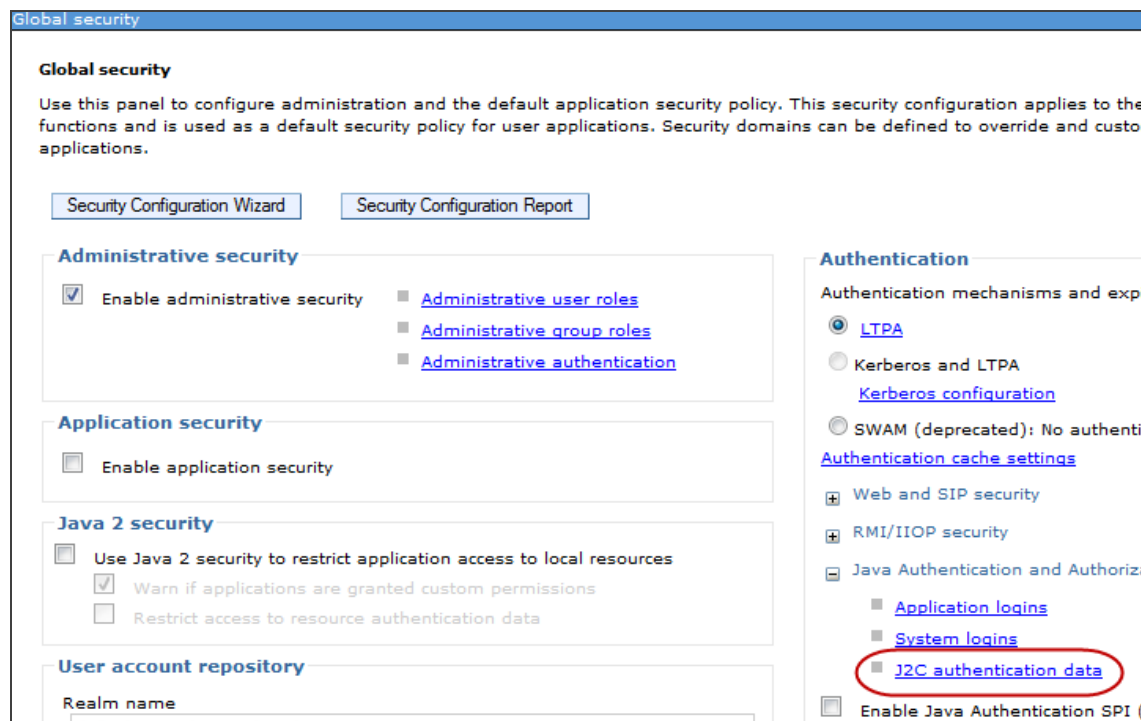 Global security
Global security
Use this panel to configure administration and the default application security policy. This security configuration applies to the
functions and is used as a default security policy for user applications. Security domains can be defined to override and custo
applications.
Security Configuration Wizard
Security Configuration Report
Administrative security
Enable administrative security
Administrative user roles
Administrative group roles
Administrative authentication
Application security
Enable application security
Java 2 security
Use Java 2 security to restrict application access to local resources
Warn if applications are granted custom permissions
Restrict access to resource authentication data
User account repository
Realm name
Authentication
Authentication mechanisms and exp
LTPA
Kerberos and LTPA
Kerberos configuration
SWAM (deprecated): No authenti
Authentication cache settings
Web and SIP security
RMI/IIOP security
Java Authentication and Authoriza
Application logins
System logins
J2C authentication data
Enable Java Authentication SPI (